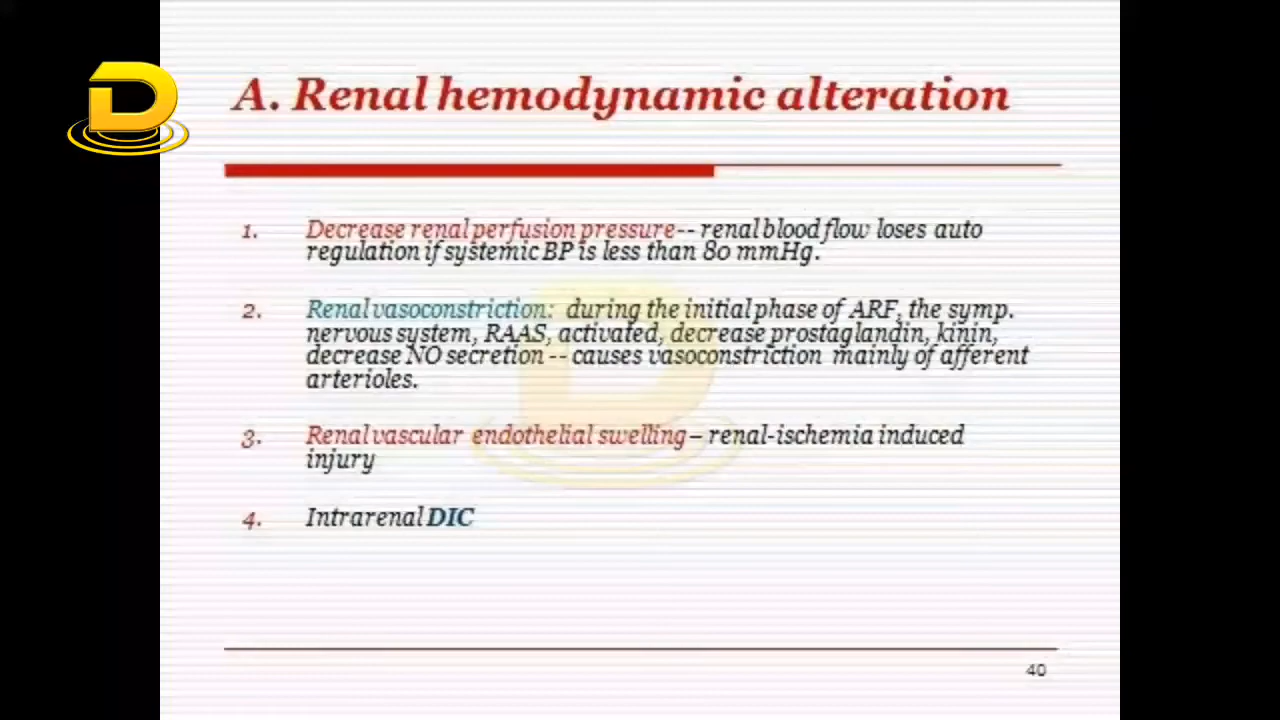 D
A. Renal hemodynamic alteration
1. Decrease renal perfusion pressure-- renal blood flow loses auto
regulation if systemic BP is less than 80 mmHg.
2. Renal vasoconstriction: during the initial phase of ARF, the symp.
nervous system, RAAS, activated, decrease prostaglandin, kinin,
decrease NO secretion -- causes vasoconstriction mainly of afferent
arterioles.
3. Renal vascular endothelial swelling– renal-ischemia induced
injury
4. Intrarenal DIC
40